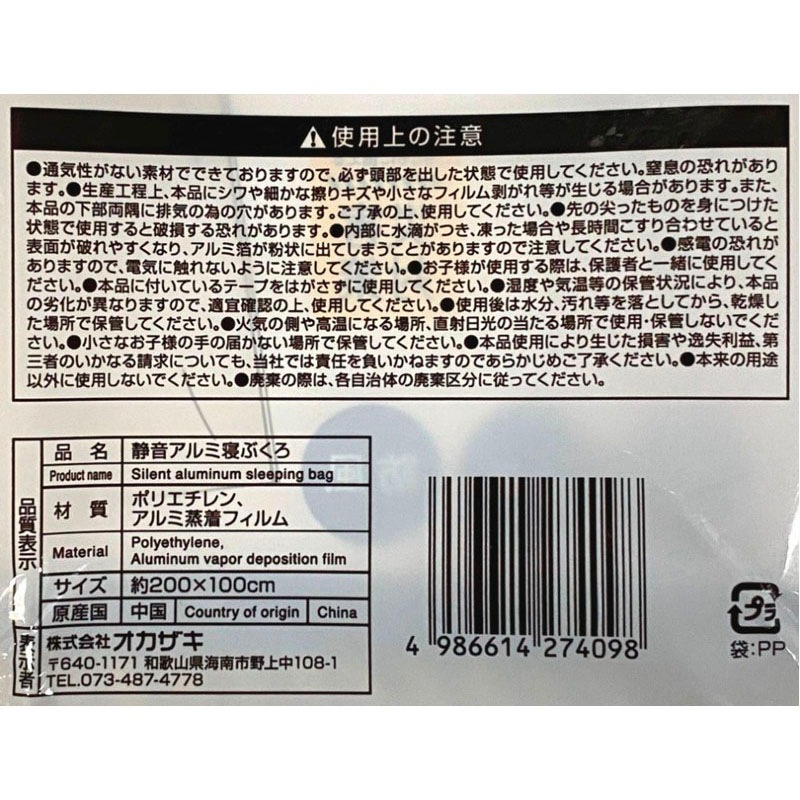 ⚠使用上の注意
●通気性がない素材でできておりますので、必ず頭部を出した状態で使用してください。窒息の恐れがあり
ます。●生産工程上、本品にシワや細かな擦りキズや小さなフィルム剥がれ等が生じる場合があります。また、
本品の下部両隅に排気の為の穴があります。ご了承の上、使用してください。●先の尖ったものを身につけた
状態で使用すると破損する恐れがあります。●内部に水滴がつき、凍った場合や長時間こすり合わせていると
表面が破れやすくなり、アルミ箔が粉状に出てしまうことがありますので注意してください。●感電の恐れが
ありますので、電気に触れないように注意してください。●お子様が使用する際は、保護者と一緒に使用してく
ださい。●本品に付いているテープをはがさずに使用してください。●湿度や気温等の保管状況により、本品
の劣化が異なりますので、適宜確認の上、使用してください。●使用後は水分、汚れ等を落としてから、乾燥し
た場所で保管してください。●火気の側や高温になる場所、直射日光の当たる場所で使用・保管しないでくだ
さい。●小さなお子様の手の届かない場所で保管してください。●本品使用により生じた損害や逸失利益、第
三者のいかなる請求についても、当社では責任を負いかねますのであらかじめご了承ください。●本来の用途
以外に使用しないでください。●廃棄の際は、各自治体の廃棄区分に従ってください。
品質表示
品名 静音アルミ寝ぶくろ
Product name Silent aluminum sleeping bag
材質 ポリエチレン、
アルミ蒸着フィルム
Material Polyethylene,
Aluminum vapor deposition film
サイズ 約200×100cm
原産国 中国 Country of origin China
表示者
株式会社オカザキ
〒640-1171 和歌山県海南市野上中108-1
TEL.073-487-4778
4 986614 274098
プラ
袋:PP